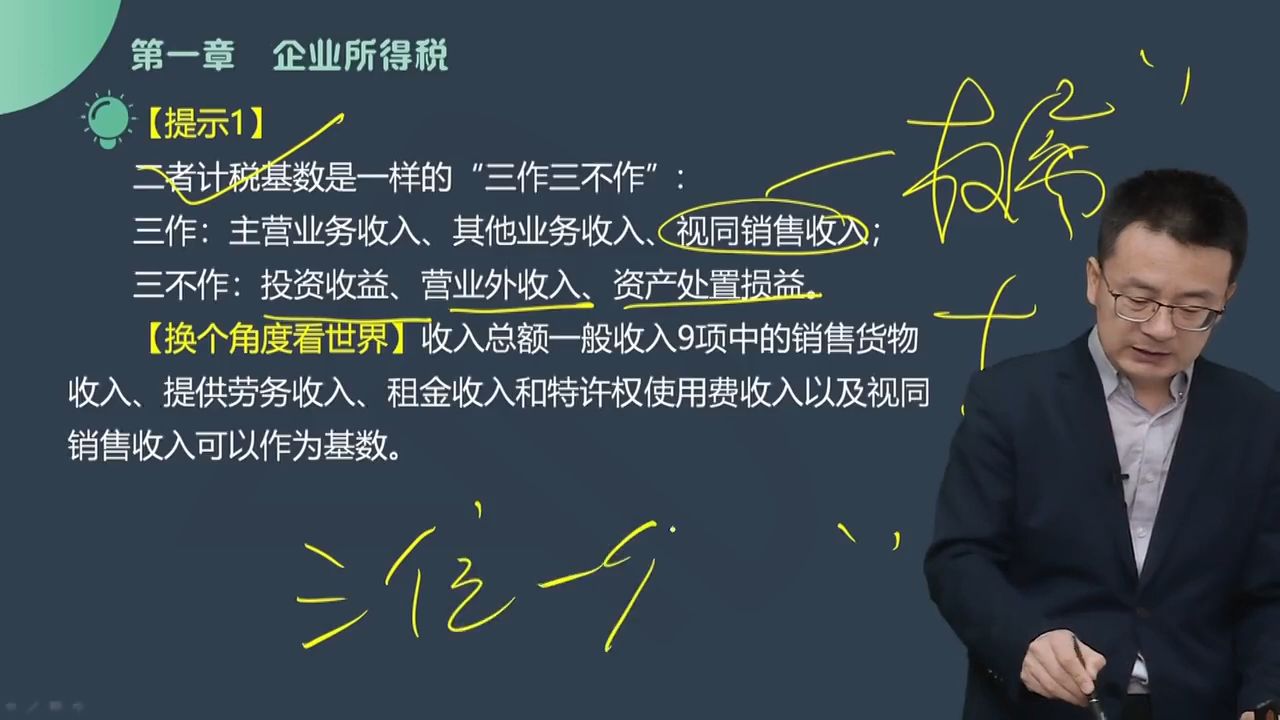 第一章 企业所得税
【提示1】
二者计税基数是一样的“三作三不作”:
三作:主营业务收入、其他业务收入、视同销售收入;
三不作:投资收益、营业外收入、资产处置损益。
【换个角度看世界】收入总额一般收入9项中的销售货物
收入、提供劳务收入、租金收入和特许权使用费收入以及视同
销售收入可以作为基数。